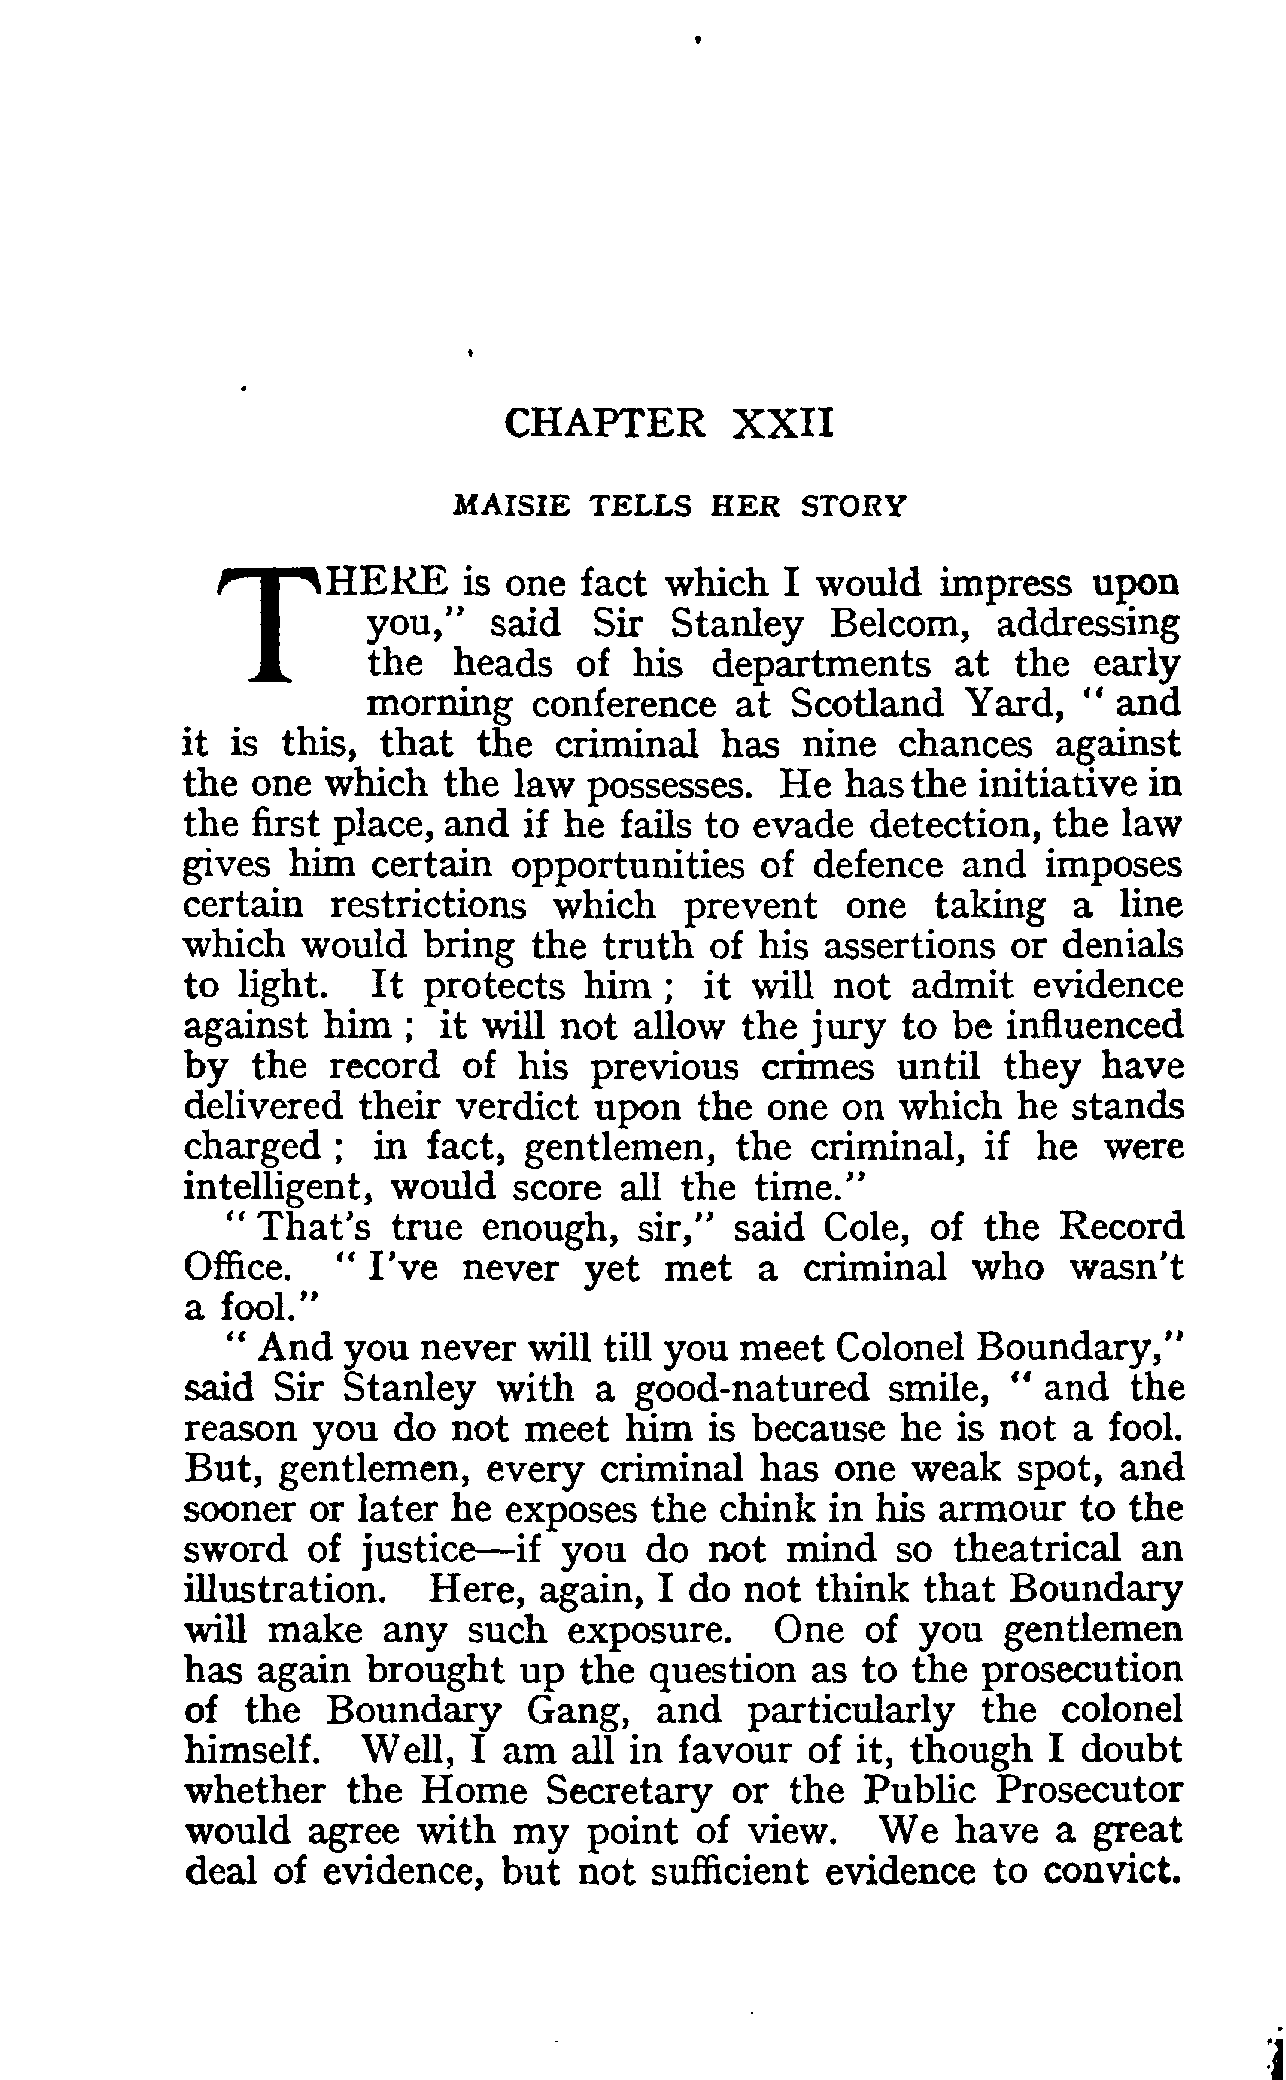 CHAPTER XXII
MAISIE TELLS HER STORY
THERE is one fact which I would impress upon
you," said Sir Stanley Belcom, addressing
the heads of his departments at the early
morning conference at Scotland Yard, " and
it is this, that the criminal has nine chances against
the one which the law possesses. He has the initiative in
the first place, and if he fails to evade detection, the law
gives him certain opportunities of defence and imposes
certain restrictions which prevent one taking a line
which would bring the truth of his assertions or denials
to light. It protects him ; it will not admit evidence
against him ; it will not allow the jury to be influenced
by the record of his previous crimes until they have
delivered their verdict upon the one on which he stands
charged ; in fact, gentlemen, the criminal, if he were
intelligent, would score all the time."
" That's true enough, sir," said Cole, of the Record
Office. " I've never yet met a criminal who wasn't
a fool."
" And you never will till you meet Colonel Boundary,"
said Sir Stanley with a good-natured smile, " and the
reason you do not meet him is because he is not a fool.
But, gentlemen, every criminal has one weak spot, and
sooner or later he exposes the chink in his armour to the
sword of justice—if you do not mind so theatrical an
illustration. Here, again, I do not think that Boundary
will make any such exposure. One of you gentlemen
has again brought up the question as to the prosecution
of the Boundary Gang, and particularly the colonel
himself. Well, I am all in favour of it, though I doubt
whether the Home Secretary or the Public Prosecutor
would agree with my point of view. We have a great
deal of evidence, but not sufficient evidence to convict.